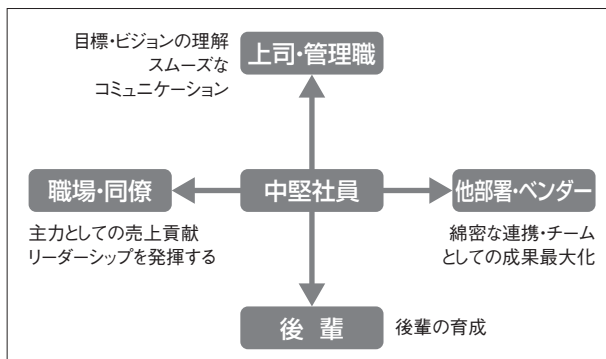 目標・ビジョンの理解
スムーズな
コミュニケーション
上司・管理職
職場・同僚
中堅社員
他部署・ベンダー
主力としての売上貢献
リーダーシップを発揮する
綿密な連携・チーム
としての成果最大化
後 輩
後輩の育成